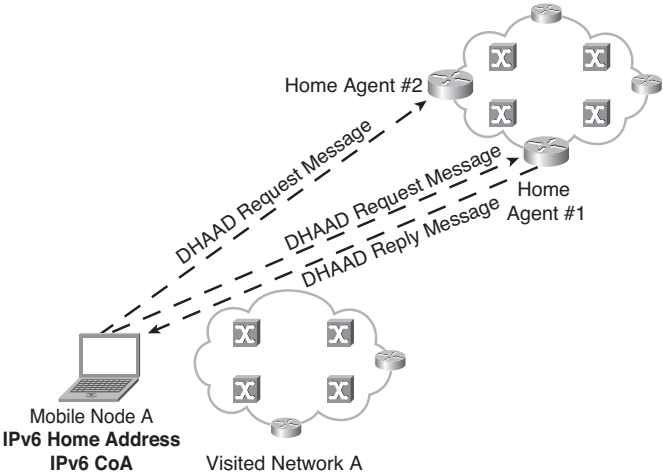 Home Agent #2
DHAAD Request Message
DHAAD Request Message
DHAAD Reply Message
Home
Agent #1
Mobile Node A
IPv6 Home Address
IPv6 CoA
Visited Network A